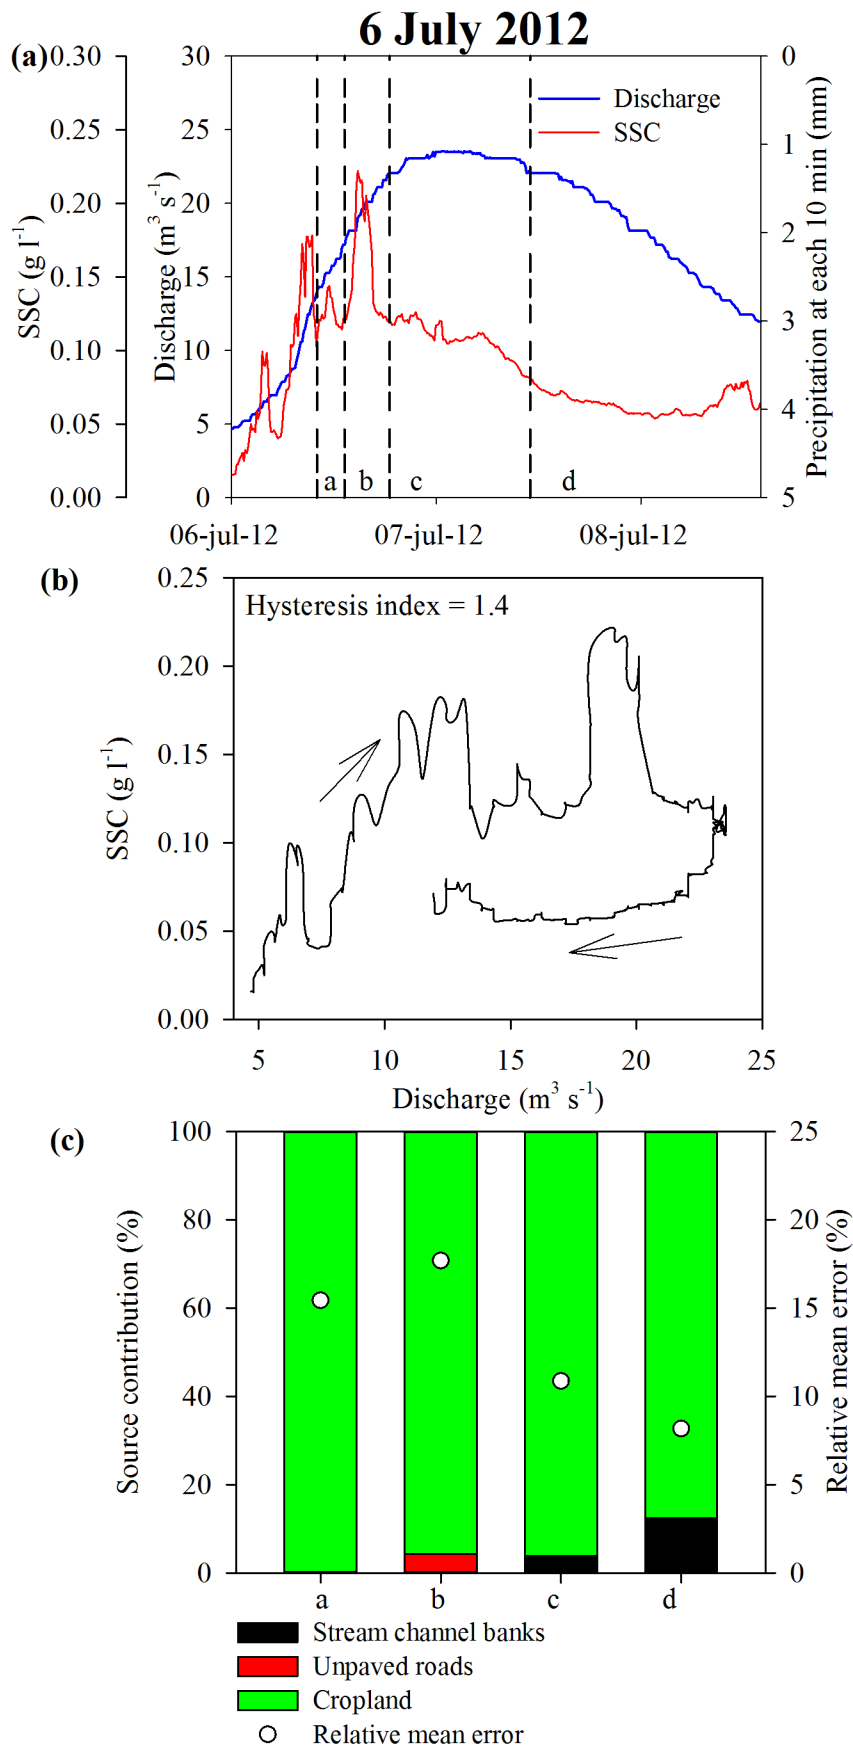 6 July 2012
(a)
0.30
0.25
0.20
0.15
0.10
0.05
0.00
SSC (g l⁻¹)
30
25
20
15
10
5
0
Discharge (m³ s⁻¹)
Discharge
SSC
0
1
2
3
4
5
Precipitation at each 10 min (mm)
a b c d
06-jul-12 07-jul-12 08-jul-12
(b)
0.25
0.20
0.15
0.10
0.05
0.00
SSC (g l⁻¹)
Hysteresis index = 1.4
5 10 15 20 25
Discharge (m³ s⁻¹)
(c)
100
80
60
40
20
0
Source contribution (%)
25
20
15
10
5
0
Relative mean error (%)
a b c d
Stream channel banks
Unpaved roads
Cropland
Relative mean error